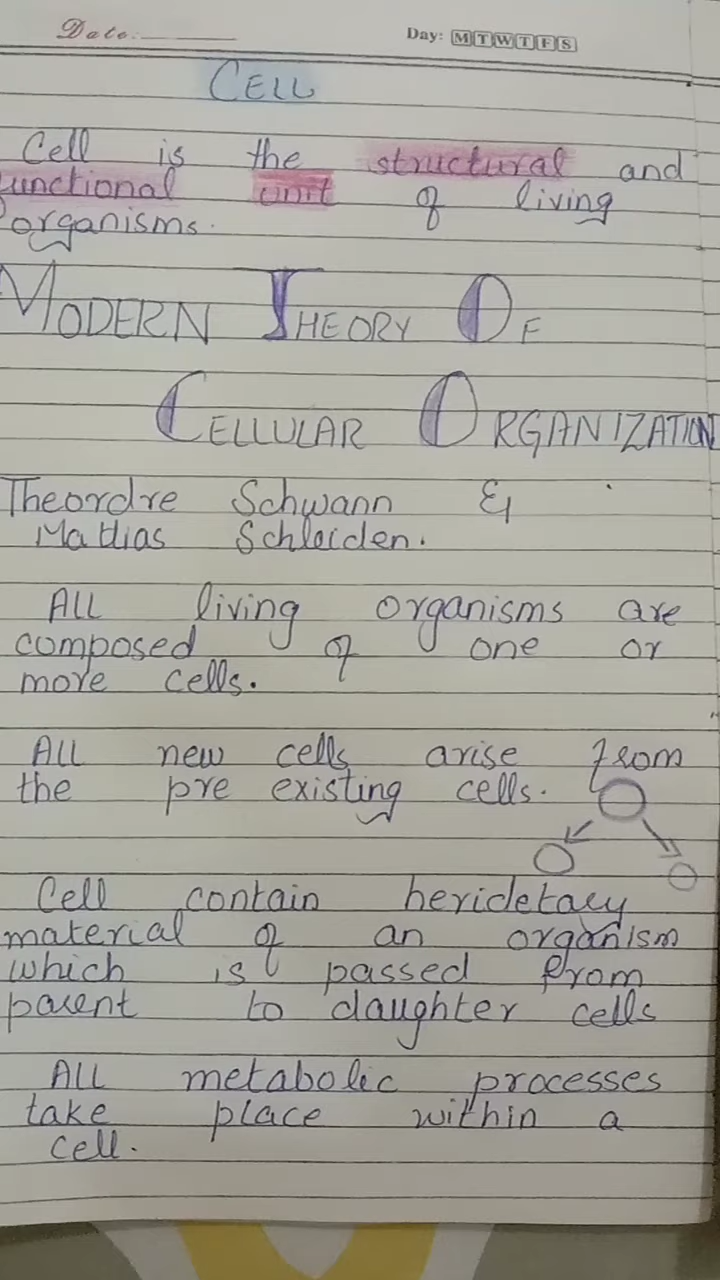 Date:
Day: M T W T F S
CELL
Cell is the structural and
functional unit of living
organisms.
MODERN THEORY OF
CELLULAR ORGANIZATION
Theordre Schwann &
Mathias Schleiden.
All living organisms are
composed of one or
more cells.
All new cells arise from
the pre existing cells.
Cell contain heridetacy
material of an organism
which is passed from
parent to daughter cells
All metabolic processes
take place within a
cell.